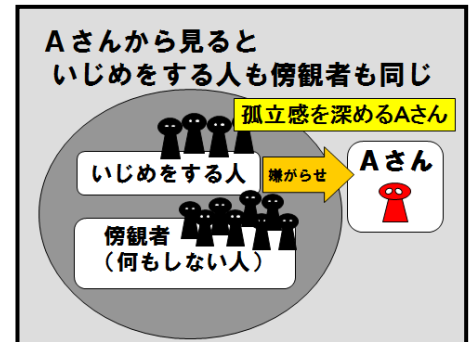 Aさんから見ると
いじめをする人も傍観者も同じ
孤立感を深めるAさん
いじめをする人
嫌がらせ
Aさん
傍観者
(何もしない人)